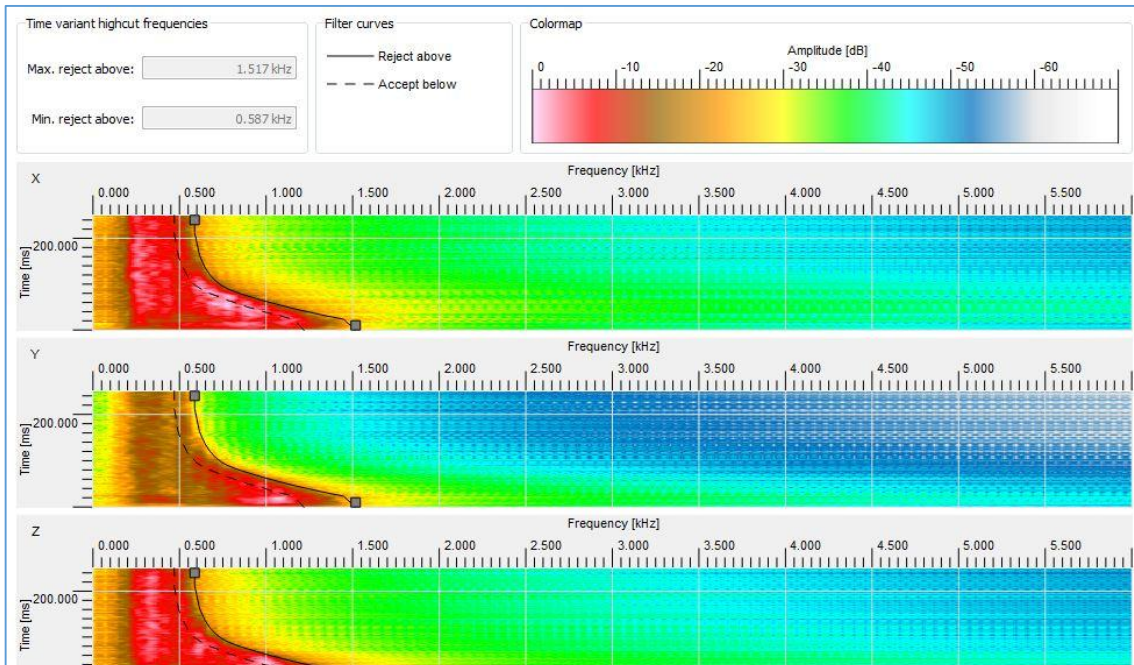 Time variant highcut frequencies
Max. reject above: 1.517 kHz
Min. reject above: 0.587 kHz
Filter curves
Reject above
Accept below
Colormap
Amplitude [dB]
0 -10 -20 -30 -40 -50 -60
Frequency [kHz]
X
0.000 0.500 1.000 1.500 2.000 2.500 3.000 3.500 4.000 4.500 5.000 5.500
Time [ms]
-200.000
Frequency [kHz]
Y
0.000 0.500 1.000 1.500 2.000 2.500 3.000 3.500 4.000 4.500 5.000 5.500
Time [ms]
200.000
Frequency [kHz]
Z
0.000 0.500 1.000 1.500 2.000 2.500 3.000 3.500 4.000 4.500 5.000 5.500
Time [ms]
200.000